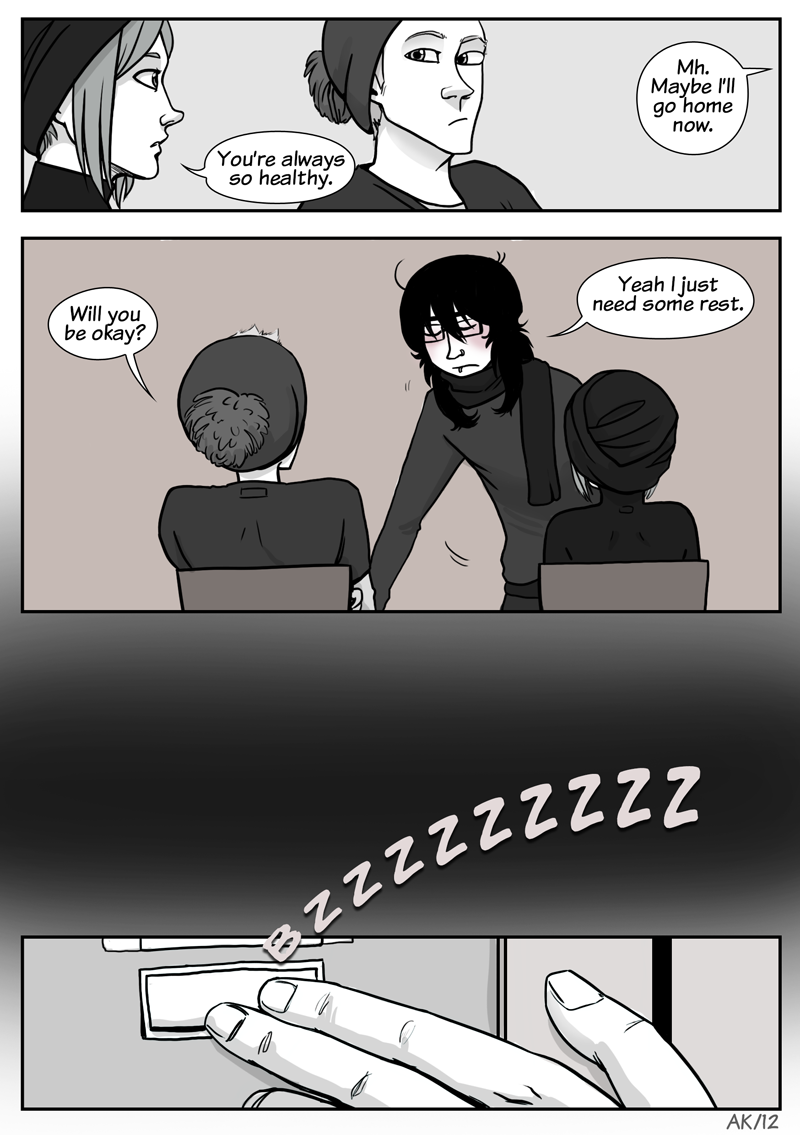 You're always
so healthy.
Mh.
Maybe I'll
go home
now.
Will you
be okay?
Yeah I just
need some rest.
BZZZZZZZZZ
AK/12